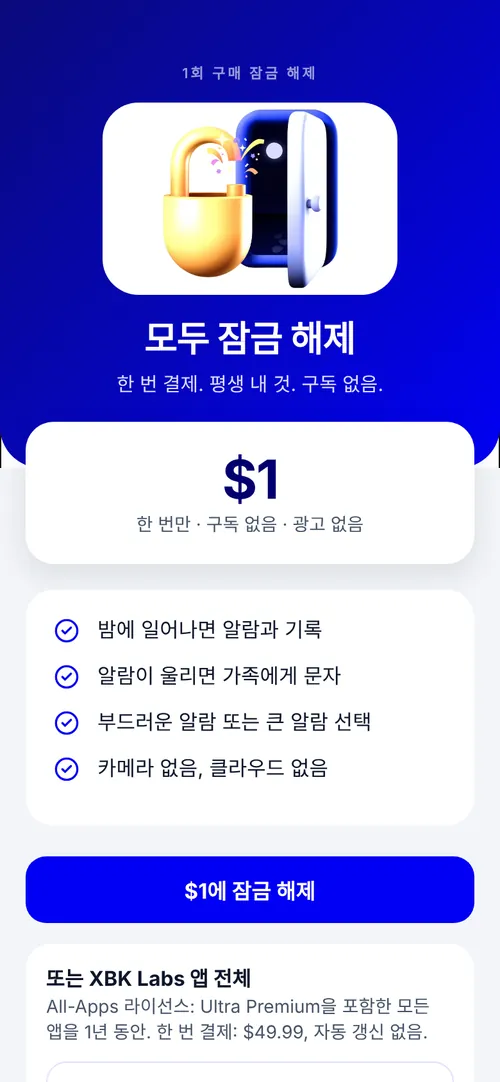 1회 구매 잠금 해제
모두 잠금 해제
한 번 결제. 평생 내 것. 구독 없음.
$1
한 번만 · 구독 없음 · 광고 없음
밤에 일어나면 알람과 기록
알람이 울리면 가족에게 문자
부드러운 알람 또는 큰 알람 선택
카메라 없음, 클라우드 없음
$1에 잠금 해제
또는 XBK Labs 앱 전체
All-Apps 라이선스: Ultra Premium을 포함한 모든
앱을 1년 동안. 한 번 결제: $49.99, 자동 갱신 없음.